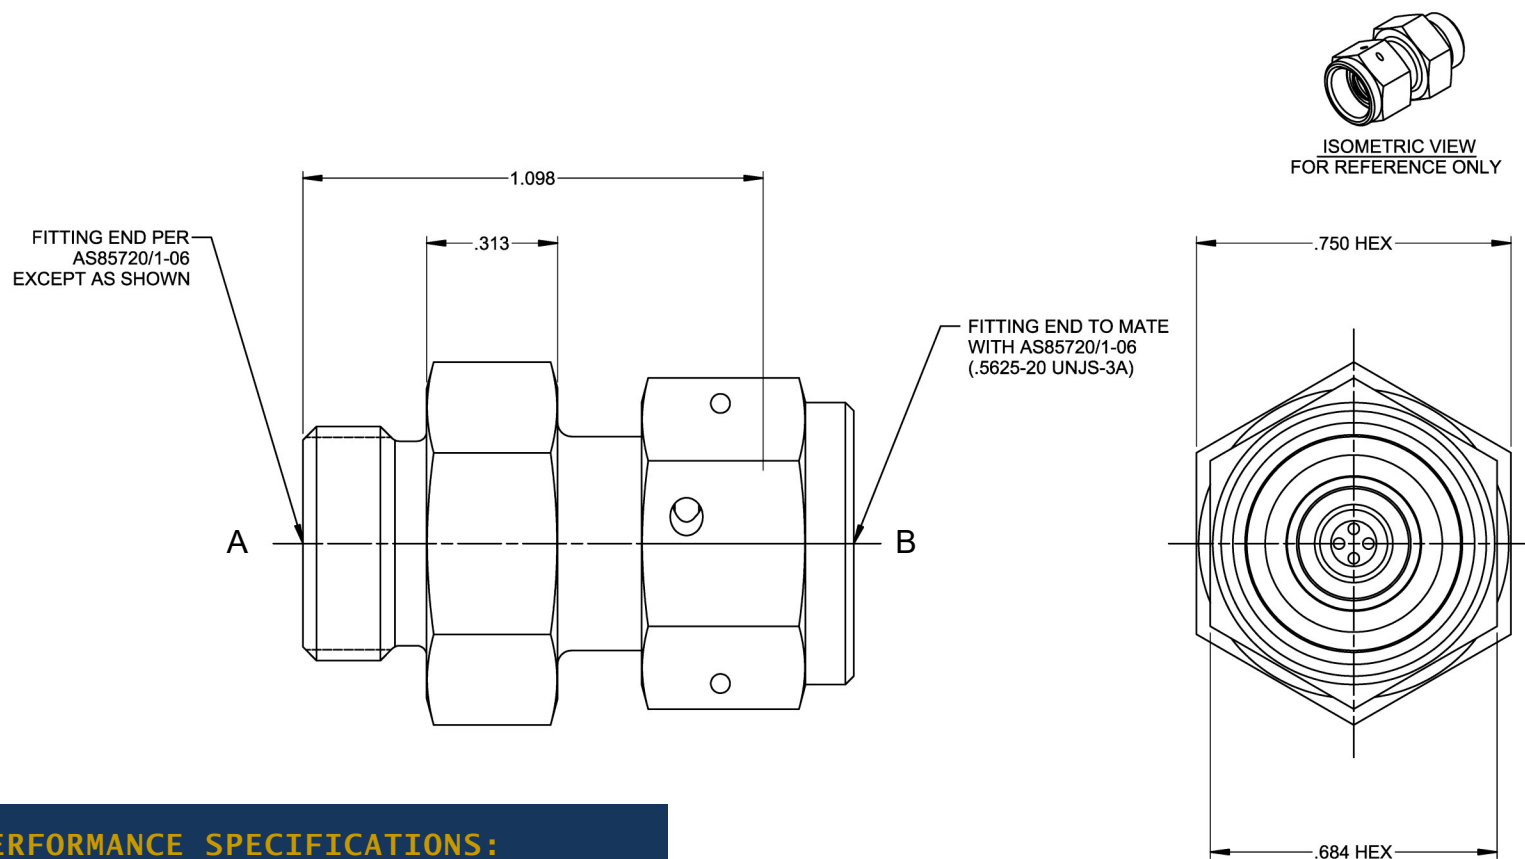 ISOMETRIC VIEW
FOR REFERENCE ONLY
1.098
FITTING END PER
AS85720/1-06
EXCEPT AS SHOWN
.313
.750 HEX
FITTING END TO MATE
WITH AS85720/1-06
(.5625-20 UNJS-3A)
A
B
ERFORMANCE SPECIFICATIONS:
.684 HEX